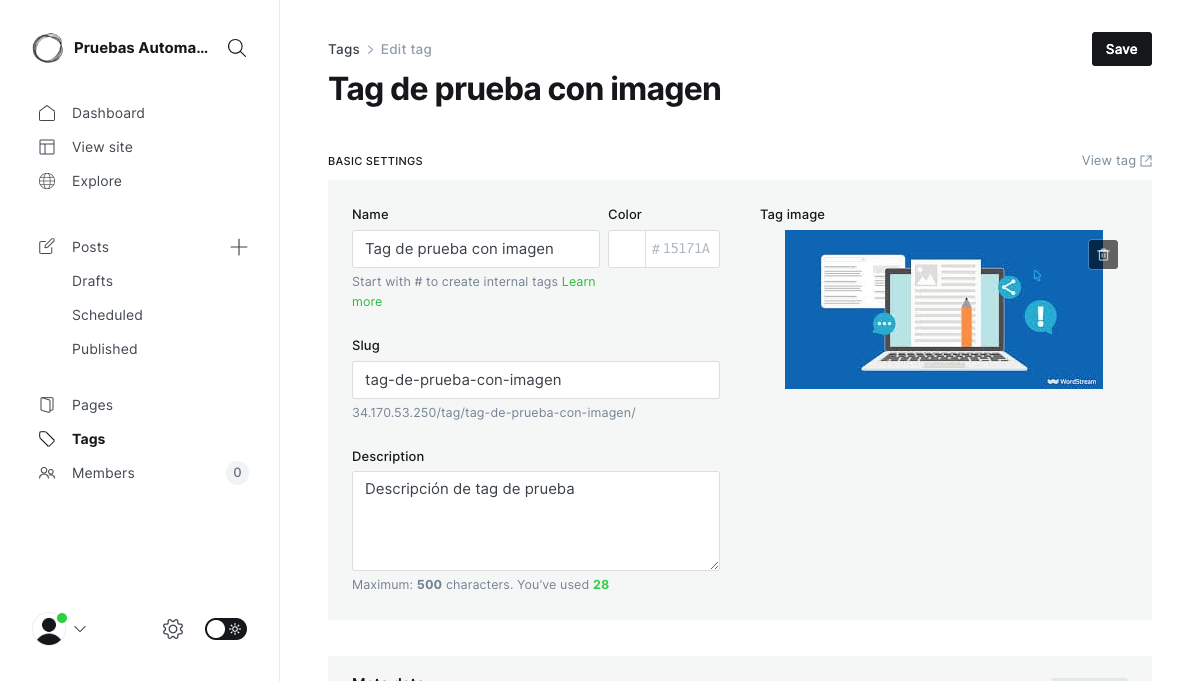 Pruebas Automa...
Dashboard
View site
Explore
Posts
Drafts
Scheduled
Published
Pages
Tags
Members
0
Tags
Edit tag
Save
Tag de prueba con imagen
BASIC SETTINGS
View tag
Name
Tag de prueba con imagen
Start with # to create internal tags Learn
more
Color
# 15171A
Slug
tag-de-prueba-con-imagen
34.170.53.250/tag/tag-de-prueba-con-imagen/
Description
Descripción de tag de prueba
Maximum: 500 characters. You’ve used 28
Tag image
WordStream
Meta data